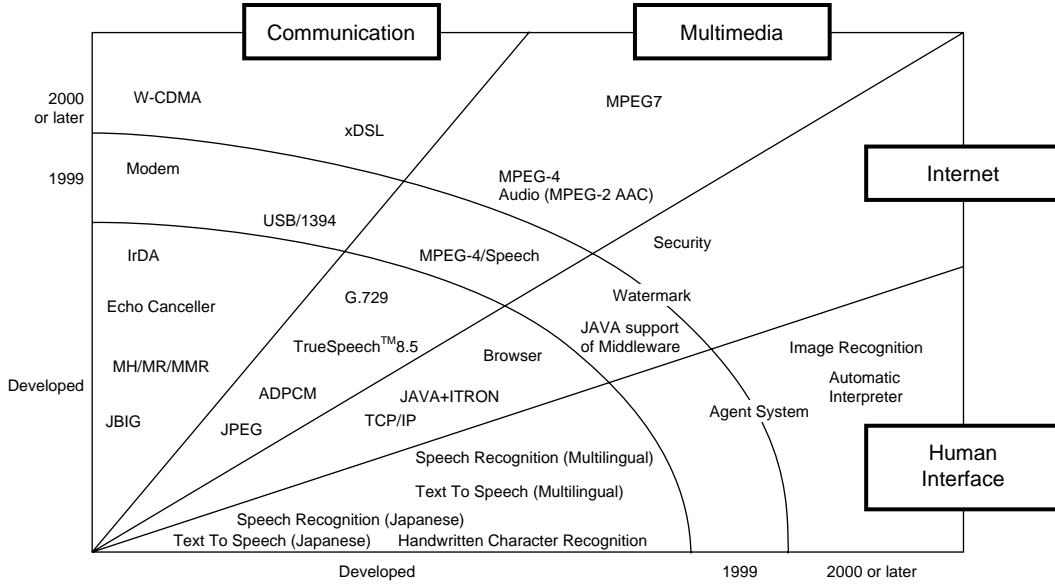 Communication
Multimedia
2000
or later
W-CDMA
MPEG7
xDSL
1999
Modem
MPEG-4
Audio (MPEG-2 AAC)
Internet
USB/1394
MPEG-4/Speech
Security
IrDA
Echo Canceller
G.729
Watermark
TrueSpeech™8.5
Browser
JAVA support
of Middleware
Image Recognition
MH/MR/MMR
Developed
ADPCM
JAVA+ITRON
Automatic
Interpreter
JBIG
JPEG
TCP/IP
Agent System
Human
Interface
Speech Recognition (Multilingual)
Text To Speech (Multilingual)
Speech Recognition (Japanese)
Text To Speech (Japanese)
Handwritten Character Recognition
Developed
1999
2000 or later